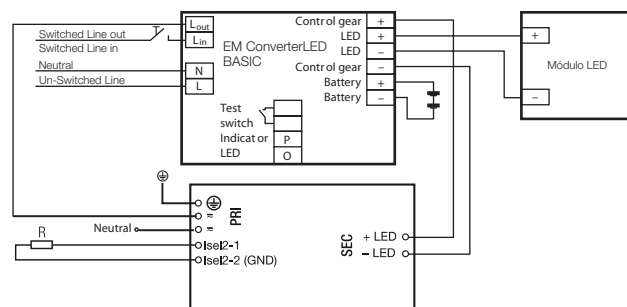 Switched Line out
Switched Line in
Neutral
Un-Switched Line
Lout
Lin
N
L
EM ConverterLED
BASIC
Control gear +
LED +
LED −
Control gear −
Battery +
Battery −
Test
switch
Indicat or
LED
P
O
+
−
Módulo LED
=
=
Neutral
PRI
R
Isel2-1
Isel2-2 (GND)
SEC
+ LED
− LED